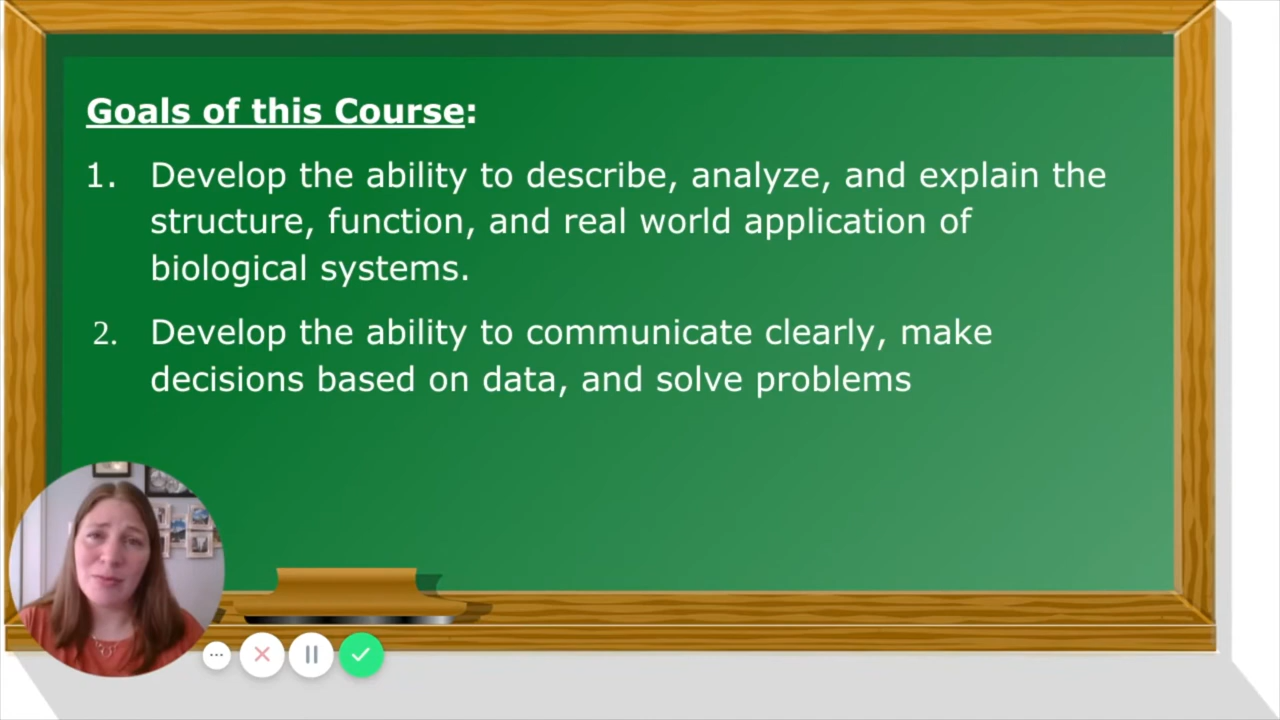 Goals of this Course:
1. Develop the ability to describe, analyze, and explain the
structure, function, and real world application of
biological systems.
2. Develop the ability to communicate clearly, make
decisions based on data, and solve problems